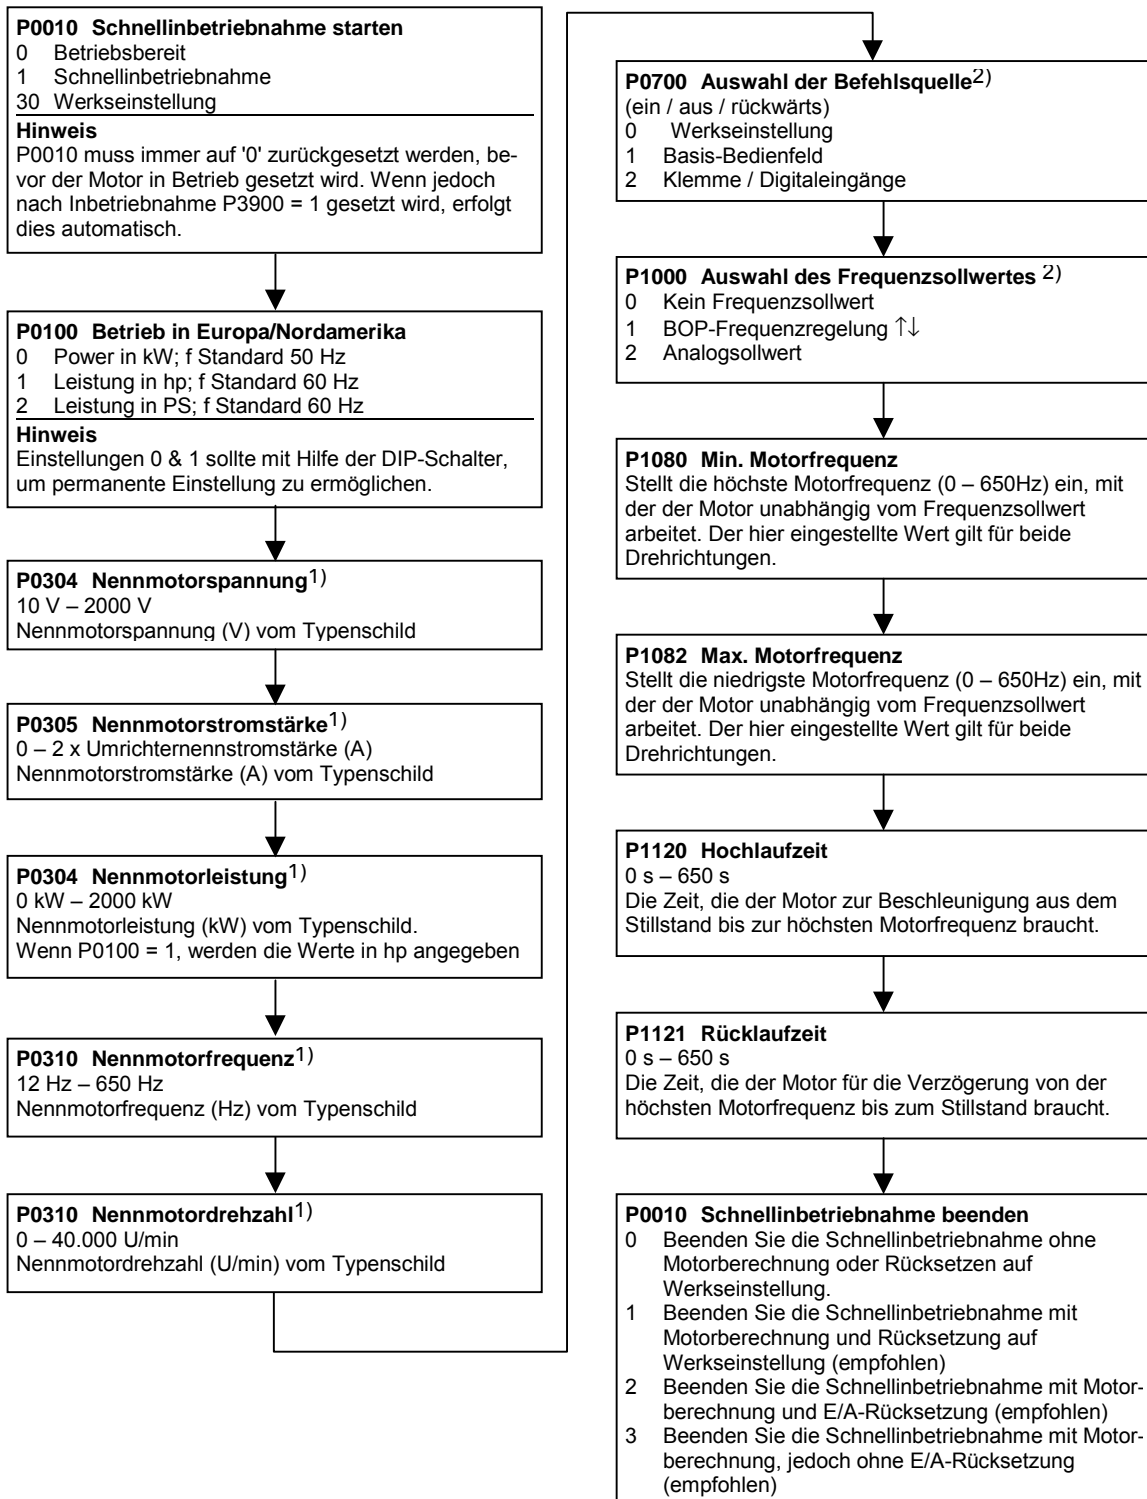 P0010 Schnellinbetriebnahme starten
0 Betriebsbereit
1 Schnellinbetriebnahme
30 Werkseinstellung
Hinweis
P0010 muss immer auf '0' zurückgesetzt werden, be-
vor der Motor in Betrieb gesetzt wird. Wenn jedoch
nach Inbetriebnahme P3900 = 1 gesetzt wird, erfolgt
dies automatisch.
P0100 Betrieb in Europa/Nordamerika
0 Power in kW; f Standard 50 Hz
1 Leistung in hp; f Standard 60 Hz
2 Leistung in PS; f Standard 60 Hz
Hinweis
Einstellungen 0 & 1 sollte mit Hilfe der DIP-Schalter,
um permanente Einstellung zu ermöglichen.
P0304 Nennmotorspannung1)
10 V – 2000 V
Nennmotorspannung (V) vom Typenschild
P0305 Nennmotorstromstärke1)
0 – 2 x Umrichternennstromstärke (A)
Nennmotorstromstärke (A) vom Typenschild
P0304 Nennmotorleistung1)
0 kW – 2000 kW
Nennmotorleistung (kW) vom Typenschild.
Wenn P0100 = 1, werden die Werte in hp angegeben
P0310 Nennmotorfrequenz1)
12 Hz – 650 Hz
Nennmotorfrequenz (Hz) vom Typenschild
P0310 Nennmotordrehzahl1)
0 – 40.000 U/min
Nennmotordrehzahl (U/min) vom Typenschild
P0700 Auswahl der Befehlsquelle2)
(ein / aus / rückwärts)
0 Werkseinstellung
1 Basis-Bedienfeld
2 Klemme / Digitaleingänge
P1000 Auswahl des Frequenzsollwertes 2)
0 Kein Frequenzsollwert
1 BOP-Frequenzregelung ↑↓
2 Analogsollwert
P1080 Min. Motorfrequenz
Stellt die höchste Motorfrequenz (0 – 650Hz) ein, mit
der der Motor unabhängig vom Frequenzsollwert
arbeitet. Der hier eingestellte Wert gilt für beide
Drehrichtungen.
P1082 Max. Motorfrequenz
Stellt die niedrigste Motorfrequenz (0 – 650Hz) ein, mit
der der Motor unabhängig vom Frequenzsollwert
arbeitet. Der hier eingestellte Wert gilt für beide
Drehrichtungen.
P1120 Hochlaufzeit
0 s – 650 s
Die Zeit, die der Motor zur Beschleunigung aus dem
Stillstand bis zur höchsten Motorfrequenz braucht.
P1121 Rücklaufzeit
0 s – 650 s
Die Zeit, die der Motor für die Verzögerung von der
höchsten Motorfrequenz bis zum Stillstand braucht.
P0010 Schnellinbetriebnahme beenden
0 Beenden Sie die Schnellinbetriebnahme ohne
Motorberechnung oder Rücksetzen auf
Werkseinstellung.
1 Beenden Sie die Schnellinbetriebnahme mit
Motorberechnung und Rücksetzung auf
Werkseinstellung (empfohlen)
2 Beenden Sie die Schnellinbetriebnahme mit Motor-
berechnung und E/A-Rücksetzung (empfohlen)
3 Beenden Sie die Schnellinbetriebnahme mit Motor-
berechnung, jedoch ohne E/A-Rücksetzung
(empfohlen)